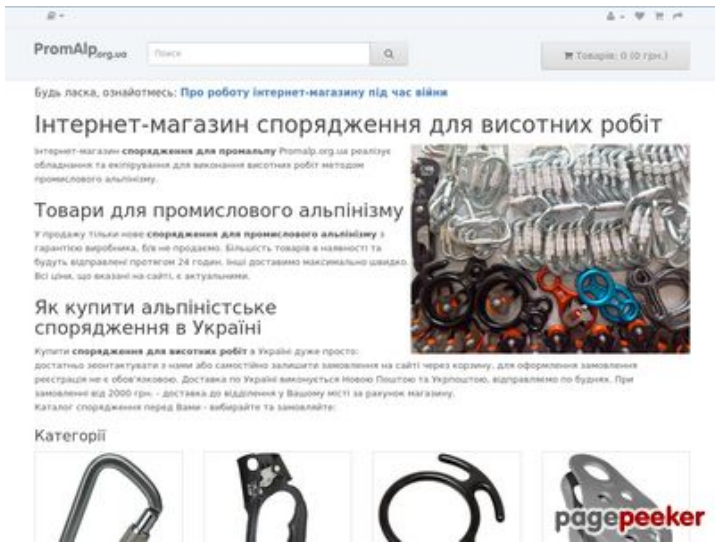 PromAlp.org.ua
Поиск
Товарів: 0 (0 грн.)
Будь ласка, ознайотмесь: Про роботу інтернет-магазину під час війни
Інтернет-магазин спорядження для висотних робіт
Інтернет-магазин спорядження для промальпу Promalp.org.ua реалізує
обладнання та екіпірування для виконання висотних робіт методом
промислового альпінізму.
Товари для промислового альпінізму
У продажу тільки нове спорядження для промислового альпінізму з
гарантією виробника, б/в не продаємо. Більшість товарів в наявності та
будуть відправлені протягом 24 годин. Інші доставимо максимально швидко.
Всі ціни, що вказані на сайті, є актуальними.
Як купити альпіністське
спорядження в Україні
Купити спорядження для висотних робіт в Україні дуже просто:
достатньо зконтактувати з нами або самостійно залишити замовлення на сайті через корзину, для оформлення замовлення
реєстрація не є обов'язковою. Доставка по Україні виконується Новою Поштою та Укрпоштою, відправляємо по буднях. При
замовленні від 2000 грн. - доставка до відділення у Вашому місті за рахунок магазину.
Каталог спорядження перед Вами - вибирайте та замовляйте:
Категорії
pagepeeker